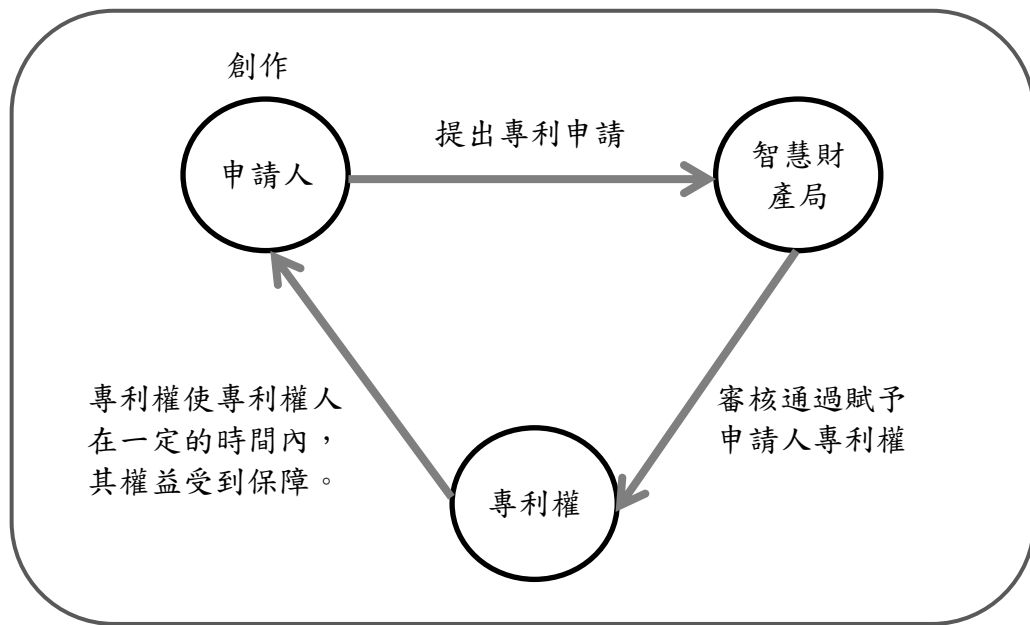 創作
申請人
提出專利申請
智慧財
產局
專利權使專利權人
在一定的時間內，
其權益受到保障。
審核通過賦予
申請人專利權
專利權